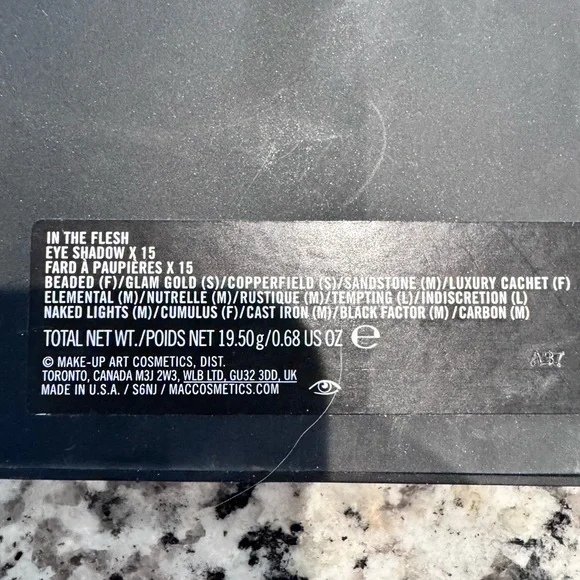 IN THE FLESH
EYE SHADOW X 15
FARD À PAUPIÈRES X 15
BEADED (F)/GLAM GOLD (S)/COPPERFIELD (S)/SANDSTONE (M)/LUXURY CACHET (F)
ELEMENTAL (M)/NUTRELLE (M)/RUSTIQUE (M)/TEMPTING (L)/INDISCRETION (L)
NAKED LIGHTS (M)/CUMULUS (F)/CAST IRON (M)/BLACK FACTOR (M)/CARBON (M)
TOTAL NET WT./POIDS NET 19.50 g/0.68 US OZ ℮
© MAKE-UP ART COSMETICS, DIST.
TORONTO, CANADA M3J 2W3, WLB LTD, GU32 3DD, UK
MADE IN U.S.A. / S6NJ / MACCOSMETICS.COM
A37